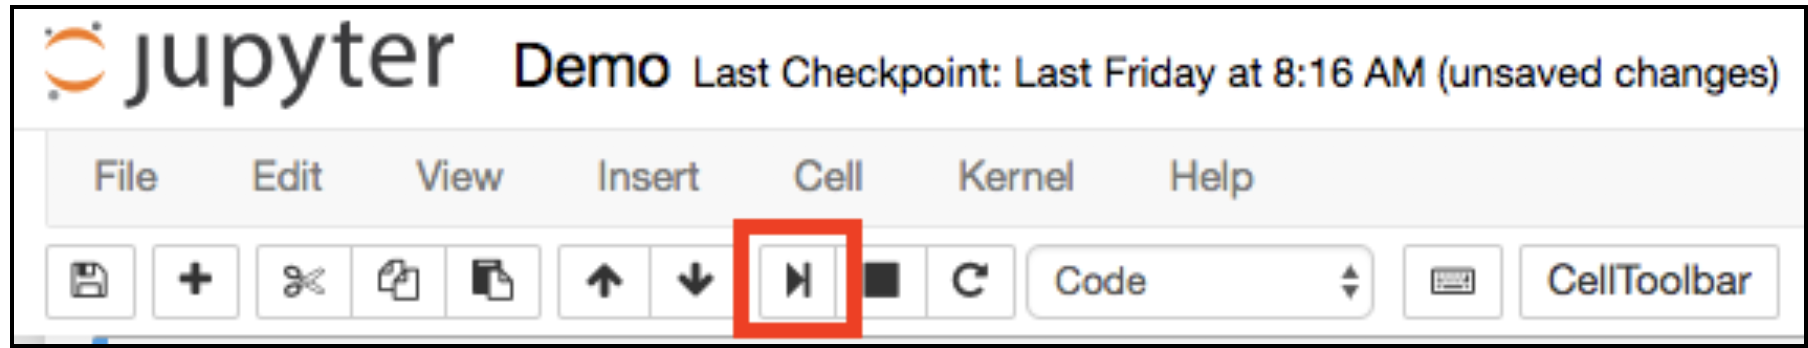 jupyter Demo Last Checkpoint: Last Friday at 8:16 AM (unsaved changes)
File Edit View Insert Cell Kernel Help
Code CellToolbar